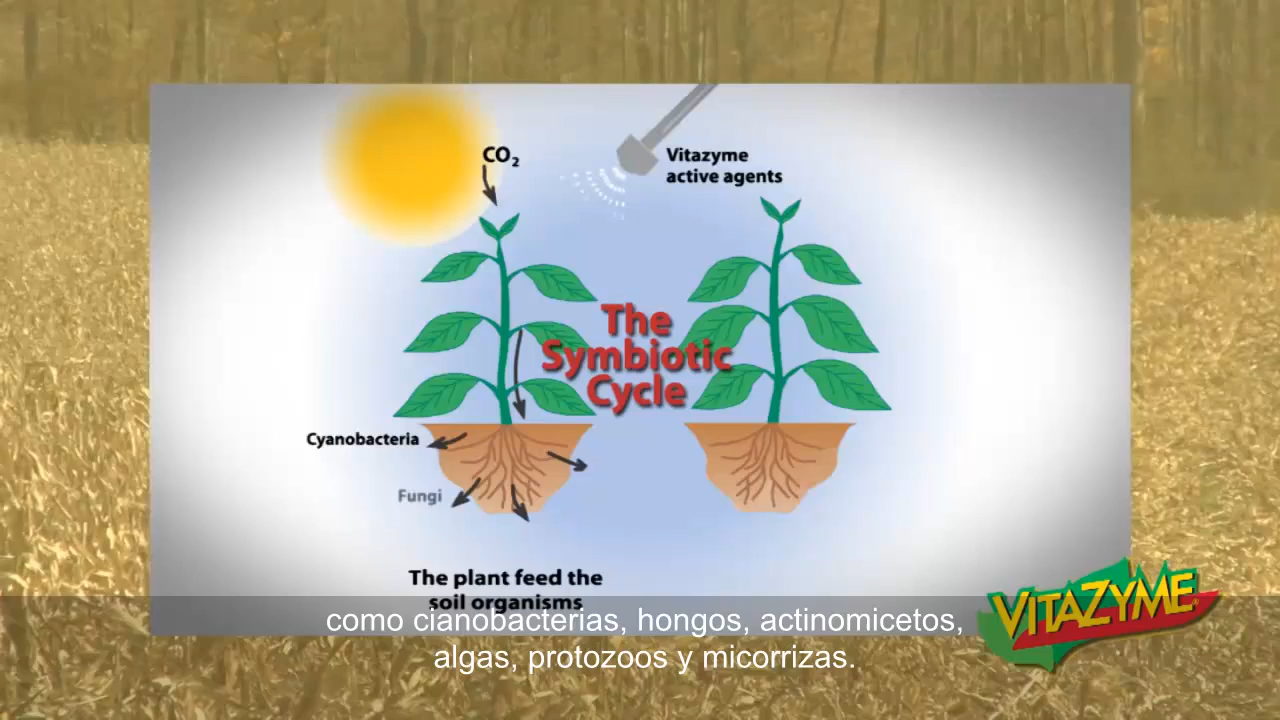 CO₂
Vitazyme
active agents
The
Symbiotic
Cycle
Cyanobacteria
Fungi
The plant feed the
soil organisms
como cianobacterias, hongos, actinomicetos,
algas, protozoos y micorrizas.
VITAZYME®